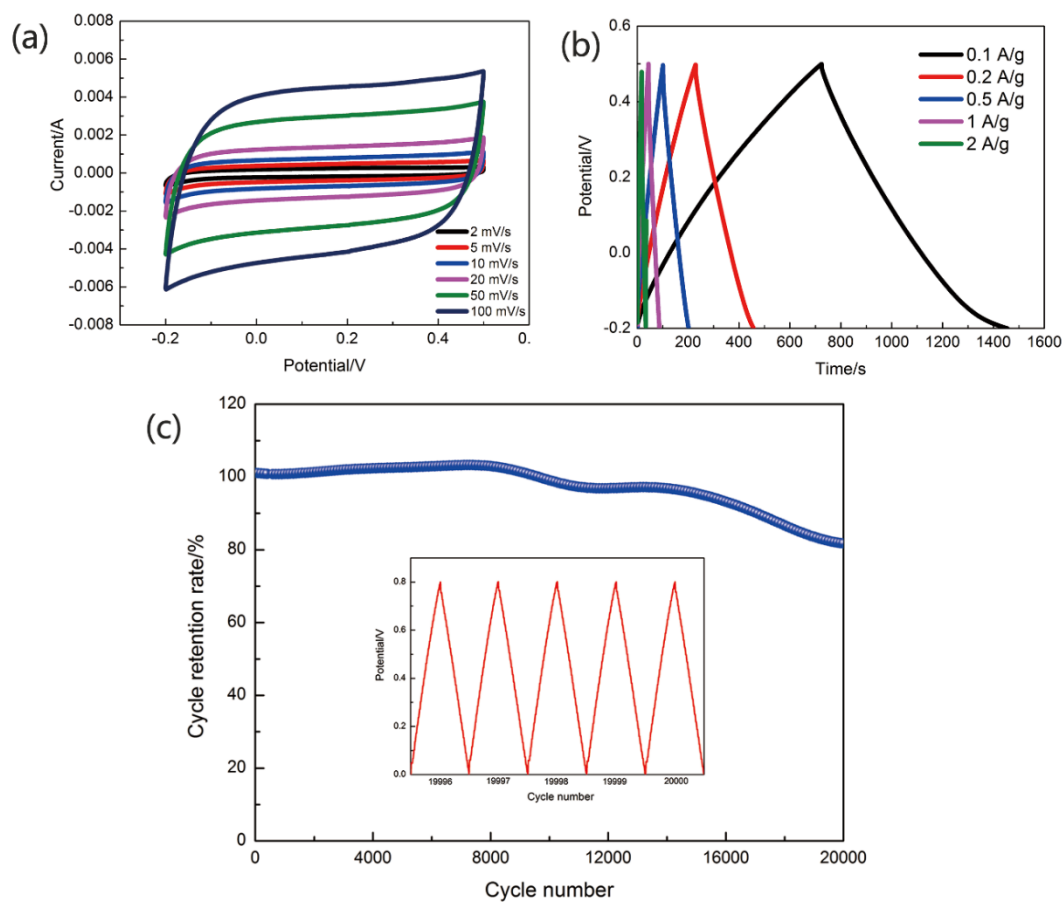 (a)
0.008
0.006
0.004
0.002
0.000
-0.002
-0.004
-0.006
-0.008
Current/A
-0.2
0.0
0.2
0.4
0.
Potential/V
2 mV/s
5 mV/s
10 mV/s
20 mV/s
50 mV/s
100 mV/s
(b)
0.5
0.4
0.2
0.0
-0.2
Potential/V
0
200
400
600
800
1000
1200
1400
1600
Time/s
0.1 A/g
0.2 A/g
0.5 A/g
1 A/g
2 A/g
(c)
120
100
80
60
40
20
0
Cycle retention rate/%
0
4000
8000
12000
16000
20000
Cycle number
0.8
0.6
0.4
0.2
0.0
Potential/V
19996
19997
19998
19999
20000
Cycle number